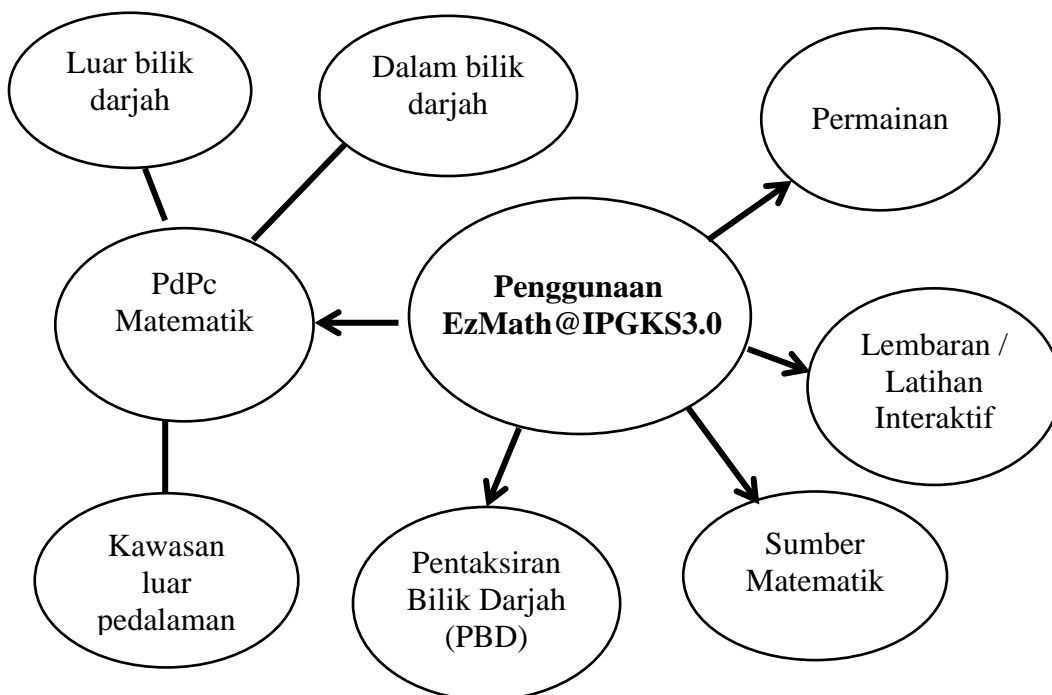 Luar bilik
darjah
Dalam bilik
darjah
Permainan
PdPc
Matematik
Penggunaan
EzMath@IPGKS3.0
Lembaran /
Latihan
Interaktif
Kawasan
luar
pedalaman
Pentaksiran
Bilik Darjah
(PBD)
Sumber
Matematik